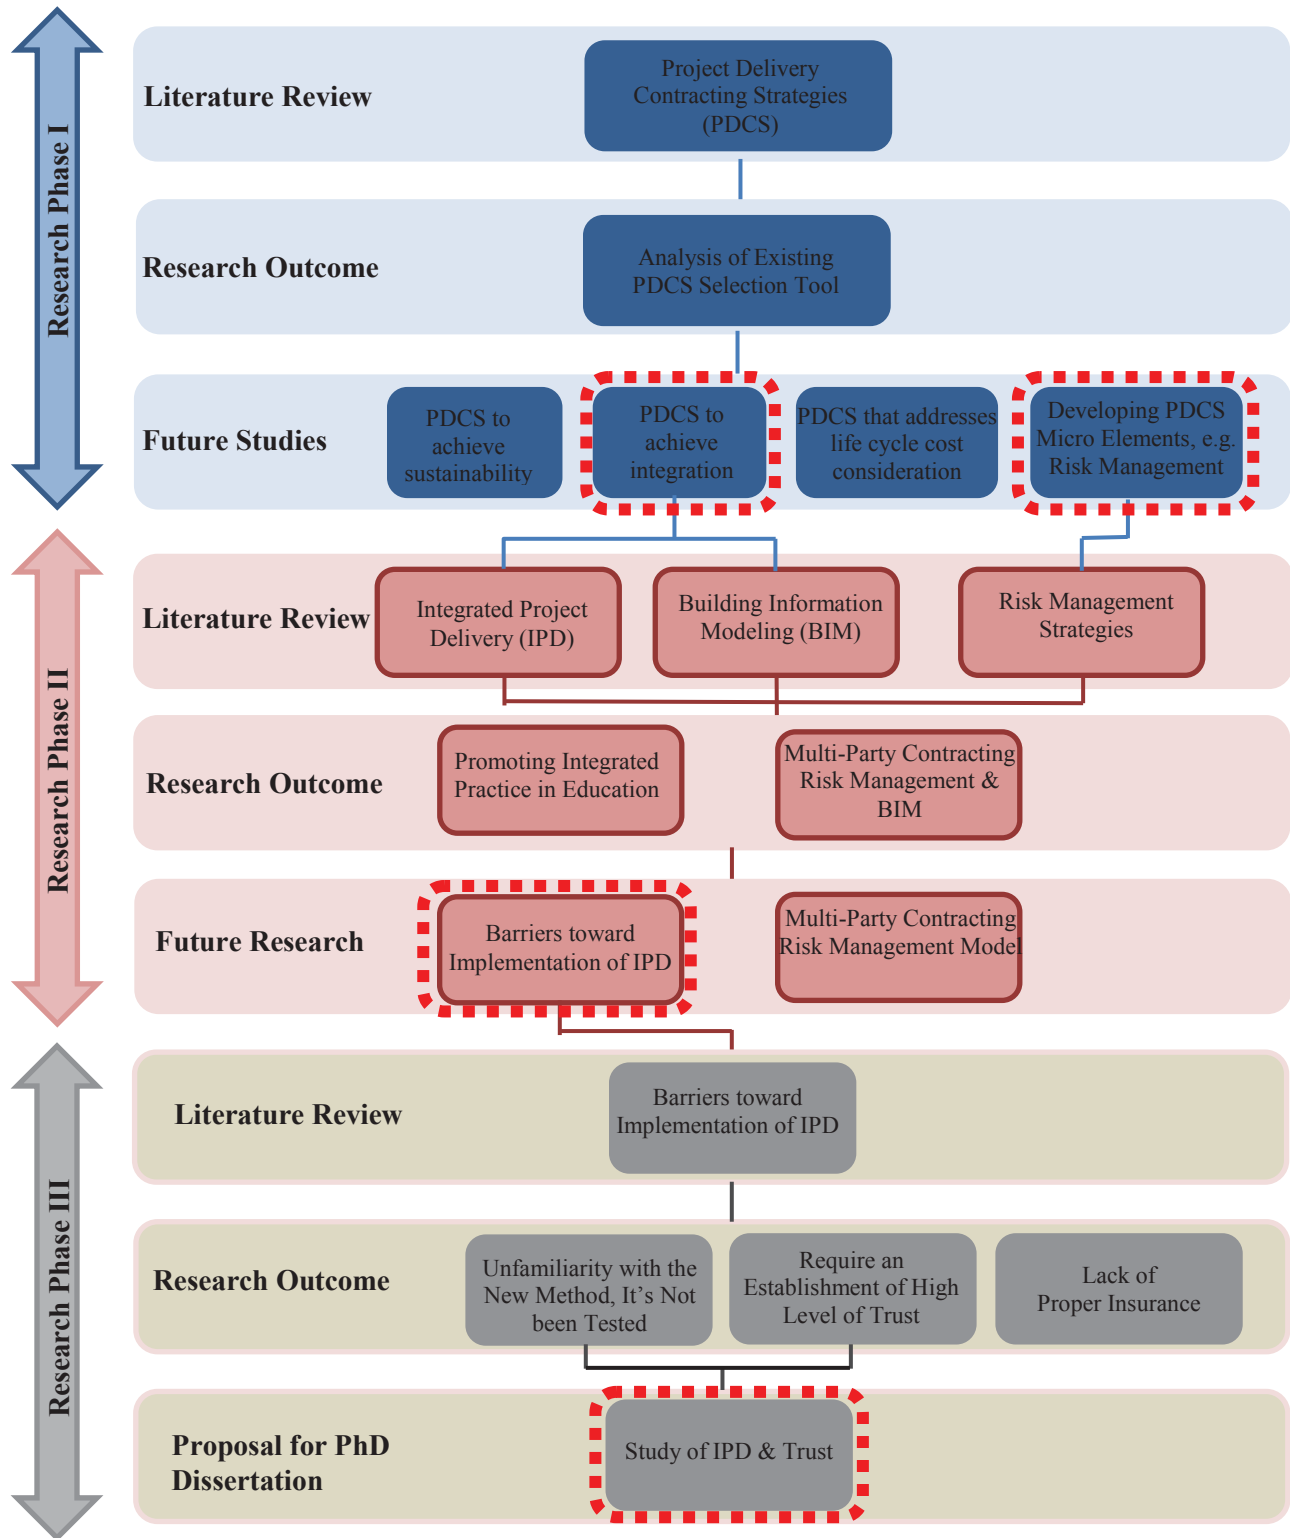 Research Phase I
Literature Review
Project Delivery
Contracting Strategies
(PDCS)
Research Outcome
Analysis of Existing
PDCS Selection Tool
Future Studies
PDCS to
achieve
sustainability
PDCS to
achieve
integration
PDCS that addresses
life cycle cost
consideration
Developing PDCS
Micro Elements, e.g.
Risk Management
Research Phase II
Literature Review
Integrated Project
Delivery (IPD)
Building Information
Modeling (BIM)
Risk Management
Strategies
Research Outcome
Promoting Integrated
Practice in Education
Multi-Party Contracting
Risk Management &
BIM
Future Research
Barriers toward
Implementation of IPD
Multi-Party Contracting
Risk Management Model
Research Phase III
Literature Review
Barriers toward
Implementation of IPD
Research Outcome
Unfamiliarity with the
New Method, It’s Not
been Tested
Require an
Establishment of High
Level of Trust
Lack of
Proper Insurance
Proposal for PhD
Dissertation
Study of IPD & Trust